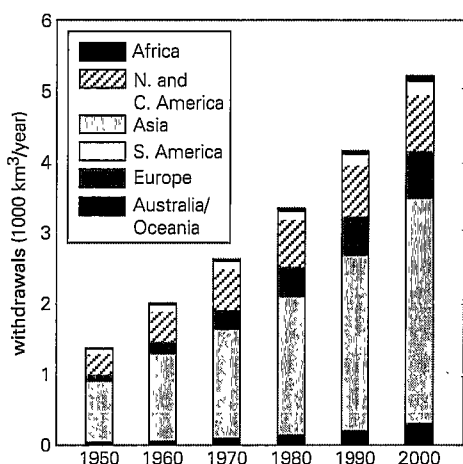 withdrawals (1000 km³/year)
6
5
4
3
2
1
0
Africa
N. and
C. America
Asia
S. America
Europe
Australia/
Oceania
1950 1960 1970 1980 1990 2000